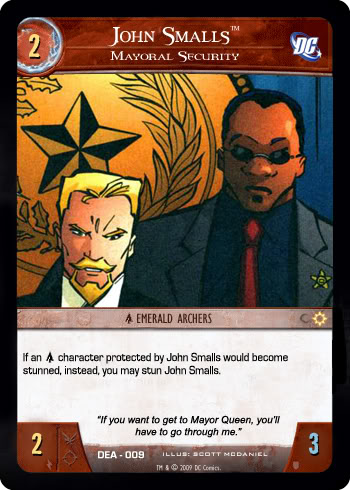 2
John Smalls™
Mayoral Security
DC
EMERALD ARCHERS
If an character protected by John Smalls would become
stunned, instead, you may stun John Smalls.
"If you want to get to Mayor Queen, you'll
have to go through me."
2
DEA - 009 ILLUS: SCOTT MCDANIEL
3
TM & © 2009 DC Comics.